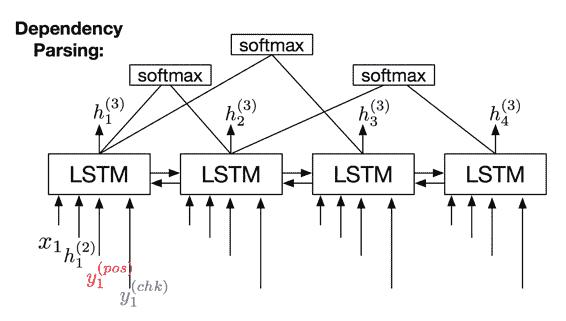 Dependency
Parsing:
softmax
softmax
softmax
h_1^{(3)} h_2^{(3)} h_3^{(3)} h_4^{(3)}
LSTM LSTM LSTM LSTM
x_1
h_1^{(2)}
y_1^{(pos)}
y_1^{(chk)}